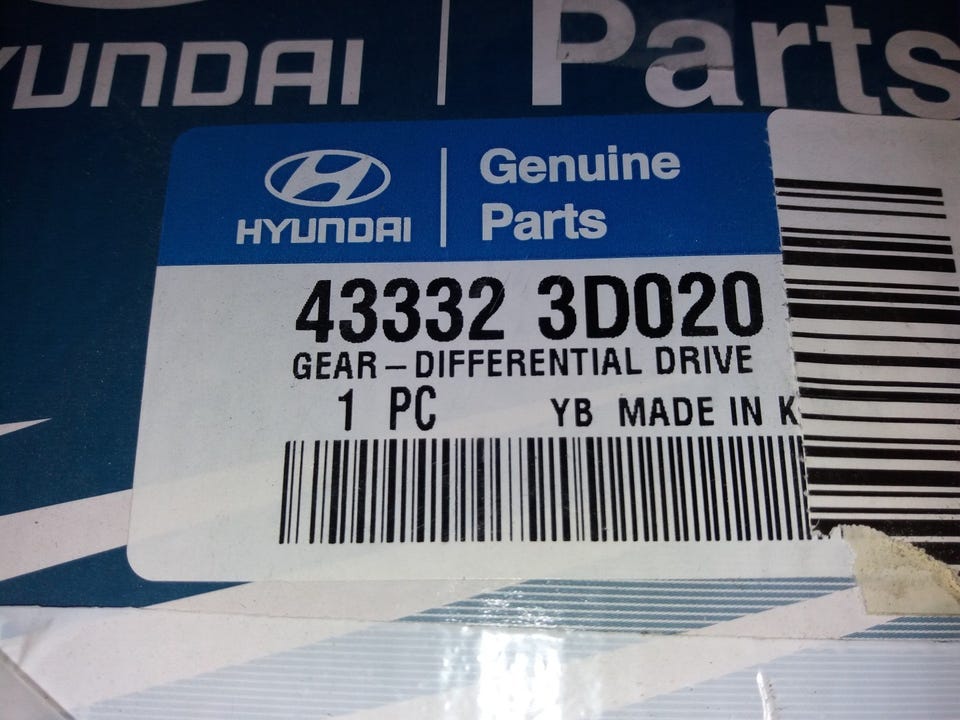 HYUNDAI Parts
HYUNDAI
Genuine
Parts
43332 3D020
GEAR – DIFFERENTIAL DRIVE
1 PC YB MADE IN K